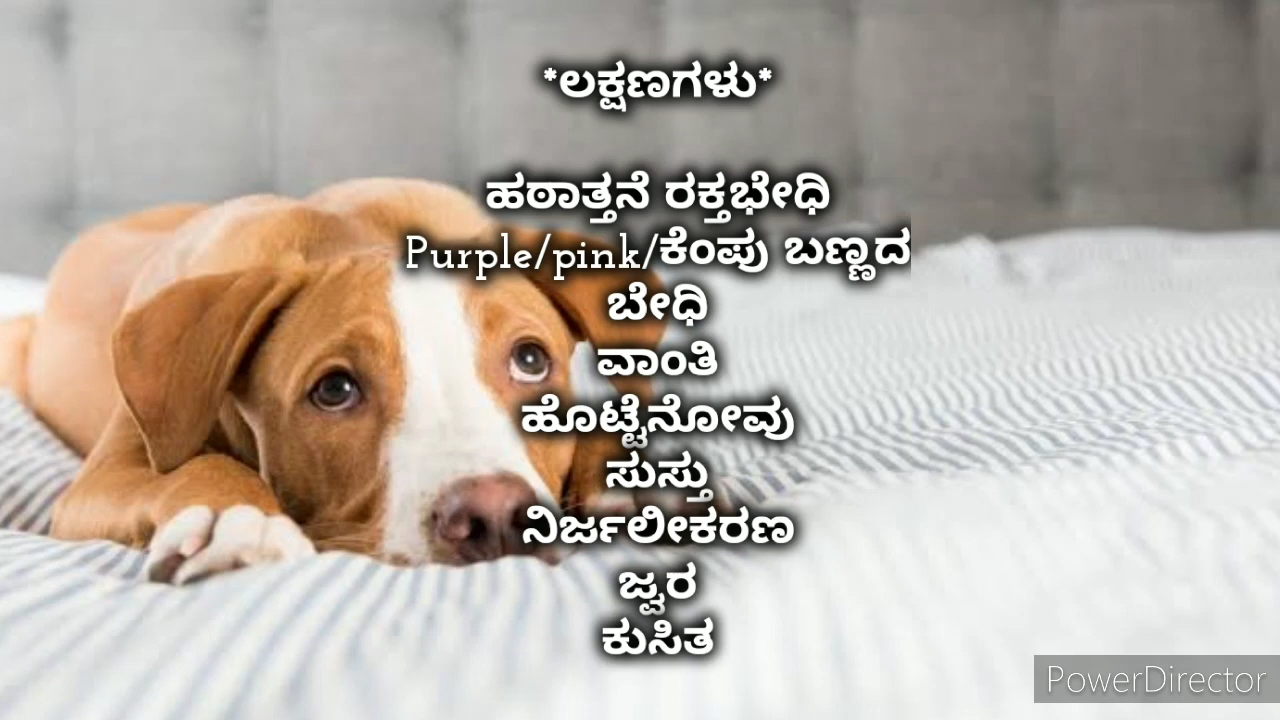 *ಲಕ್ಷಣಗಳು*
ಹಠಾತ್ತನೆ ರಕ್ತಭೇಧಿ
Purple/pink/ಕೆಂಪು ಬಣ್ಣದ
ಬೇಧಿ
ವಾಂತಿ
ಹೊಟ್ಟೆನೋವು
ಸುಸ್ತು
ನಿರ್ಜಲೀಕರಣ
ಜ್ವರ
ಕುಸಿತ
PowerDirector